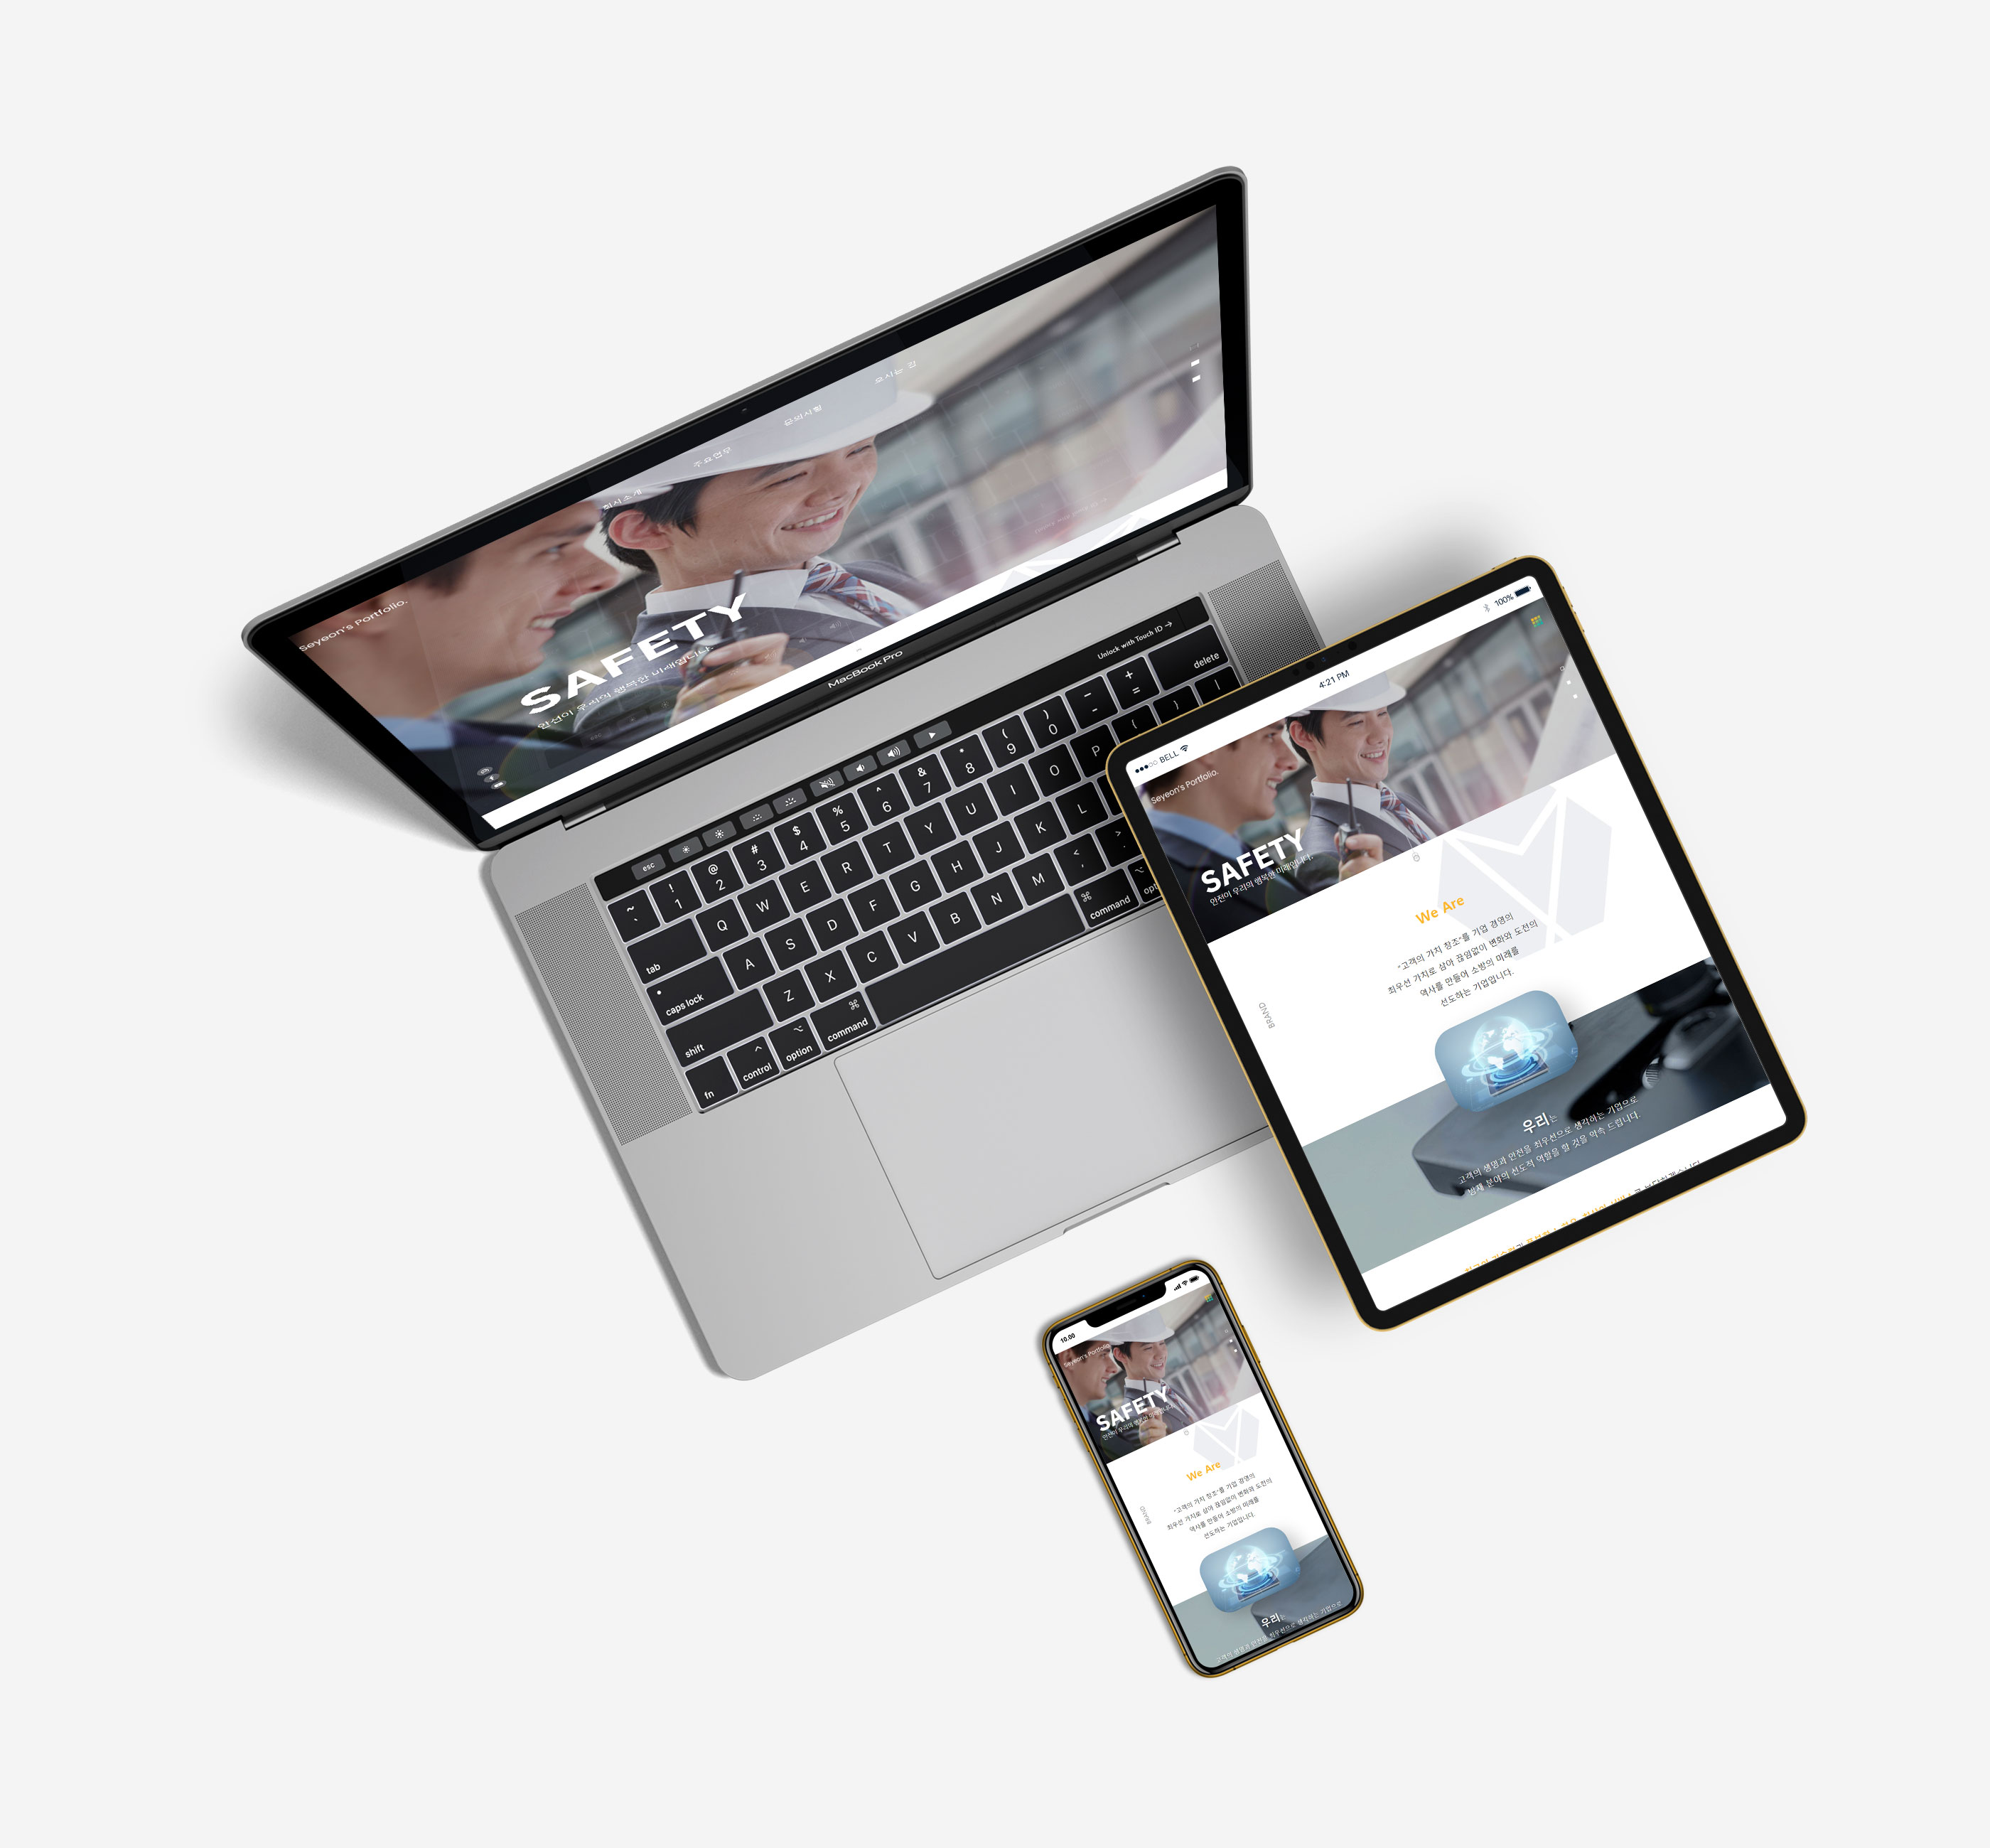 Seyeon's Portfolio.
회사소개
주요연무
문의사항
오시는 길
SAFETY
안전이 우리의 행복한 미래입니다.
MacBook Pro
Unlock with Touch ID →
esc
~ ! @ # $ % ^ & * ( ) − +
` 1 2 3 4 5 6 7 8 9 0 - = delete
tab Q W E R T Y U I O P { }
caps lock A S D F G H J K L
shift Z X C V B N M < , > .
fn control option command command
●●●○○ BELL
4:21 PM
100%
Seyeon's Portfolio.
SAFETY
안전이 우리의 행복한 미래입니다.
We Are
"고객의 가치 창조"를 기업 경영의
최우선 가치로 삼아 끊임없이 변화와 도전의
역사를 만들어 소방의 미래를
선도하는 기업입니다.
BRAND
우리는
고객의 생명과 안전을 최우선으로 생각하는 기업으로
방재 분야의 선도적 역할을 할 것을 약속 드립니다.
10:00
Seyeon's Portfolio.
SAFETY
안전이 우리의 행복한 미래입니다.
We Are
"고객의 가치 창조"를 기업 경영의
최우선 가치로 삼아 끊임없이 변화와 도전의
역사를 만들어 소방의 미래를
선도하는 기업입니다.
BRAND
우리는
고객의 생명과 안전을 최우선으로 생각하는 기업으로